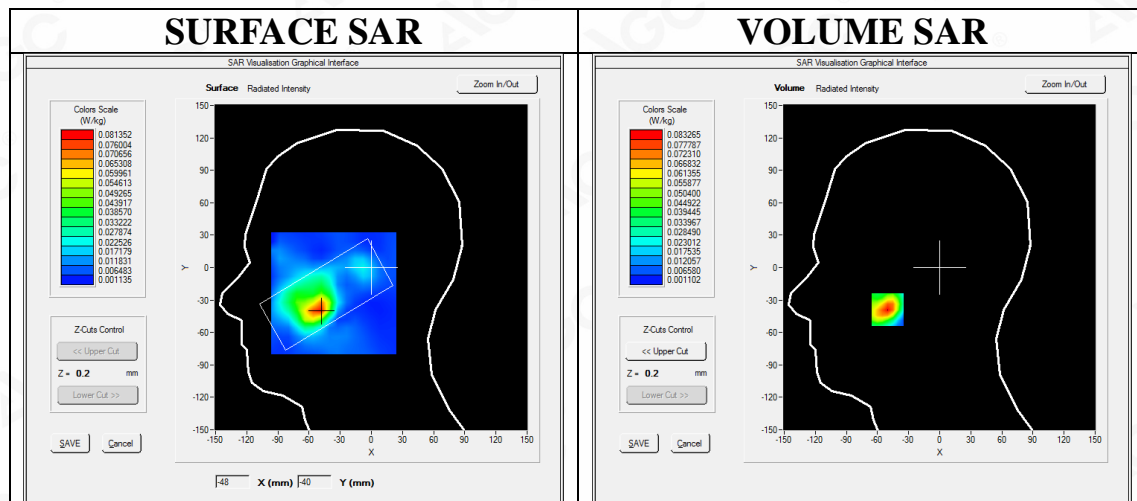 SURFACE SAR
SAR Visualisation Graphical Interface
Surface Radiated Intensity
Zoom In/Out
Colors Scale
(W/kg)
0.081352
0.076004
0.070656
0.065308
0.059961
0.054613
0.049265
0.043917
0.038570
0.033222
0.027874
0.022526
0.017179
0.011831
0.006483
0.001135
Z-Cuts Control
<< Upper Cut
Z = 0.2 mm
Lower Cut >>
SAVE Cancel
150
120
90
60
30
0
-30
-60
-90
-120
-150
Y
-150 -120 -90 -60 -30 0 30 60 90 120 150
X
-48 X (mm) -40 Y (mm)
VOLUME SAR
SAR Visualisation Graphical Interface
Volume Radiated Intensity
Zoom In/Out
Colors Scale
(W/kg)
0.083265
0.077787
0.072310
0.066832
0.061355
0.055877
0.050400
0.044922
0.039445
0.033967
0.028490
0.023012
0.017535
0.012057
0.006580
0.001102
Z-Cuts Control
<< Upper Cut
Z = 0.2 mm
Lower Cut >>
SAVE Cancel
150
120
90
60
30
0
-30
-60
-90
-120
-150
Y
-150 -120 -90 -60 -30 0 30 60 90 120 150
X